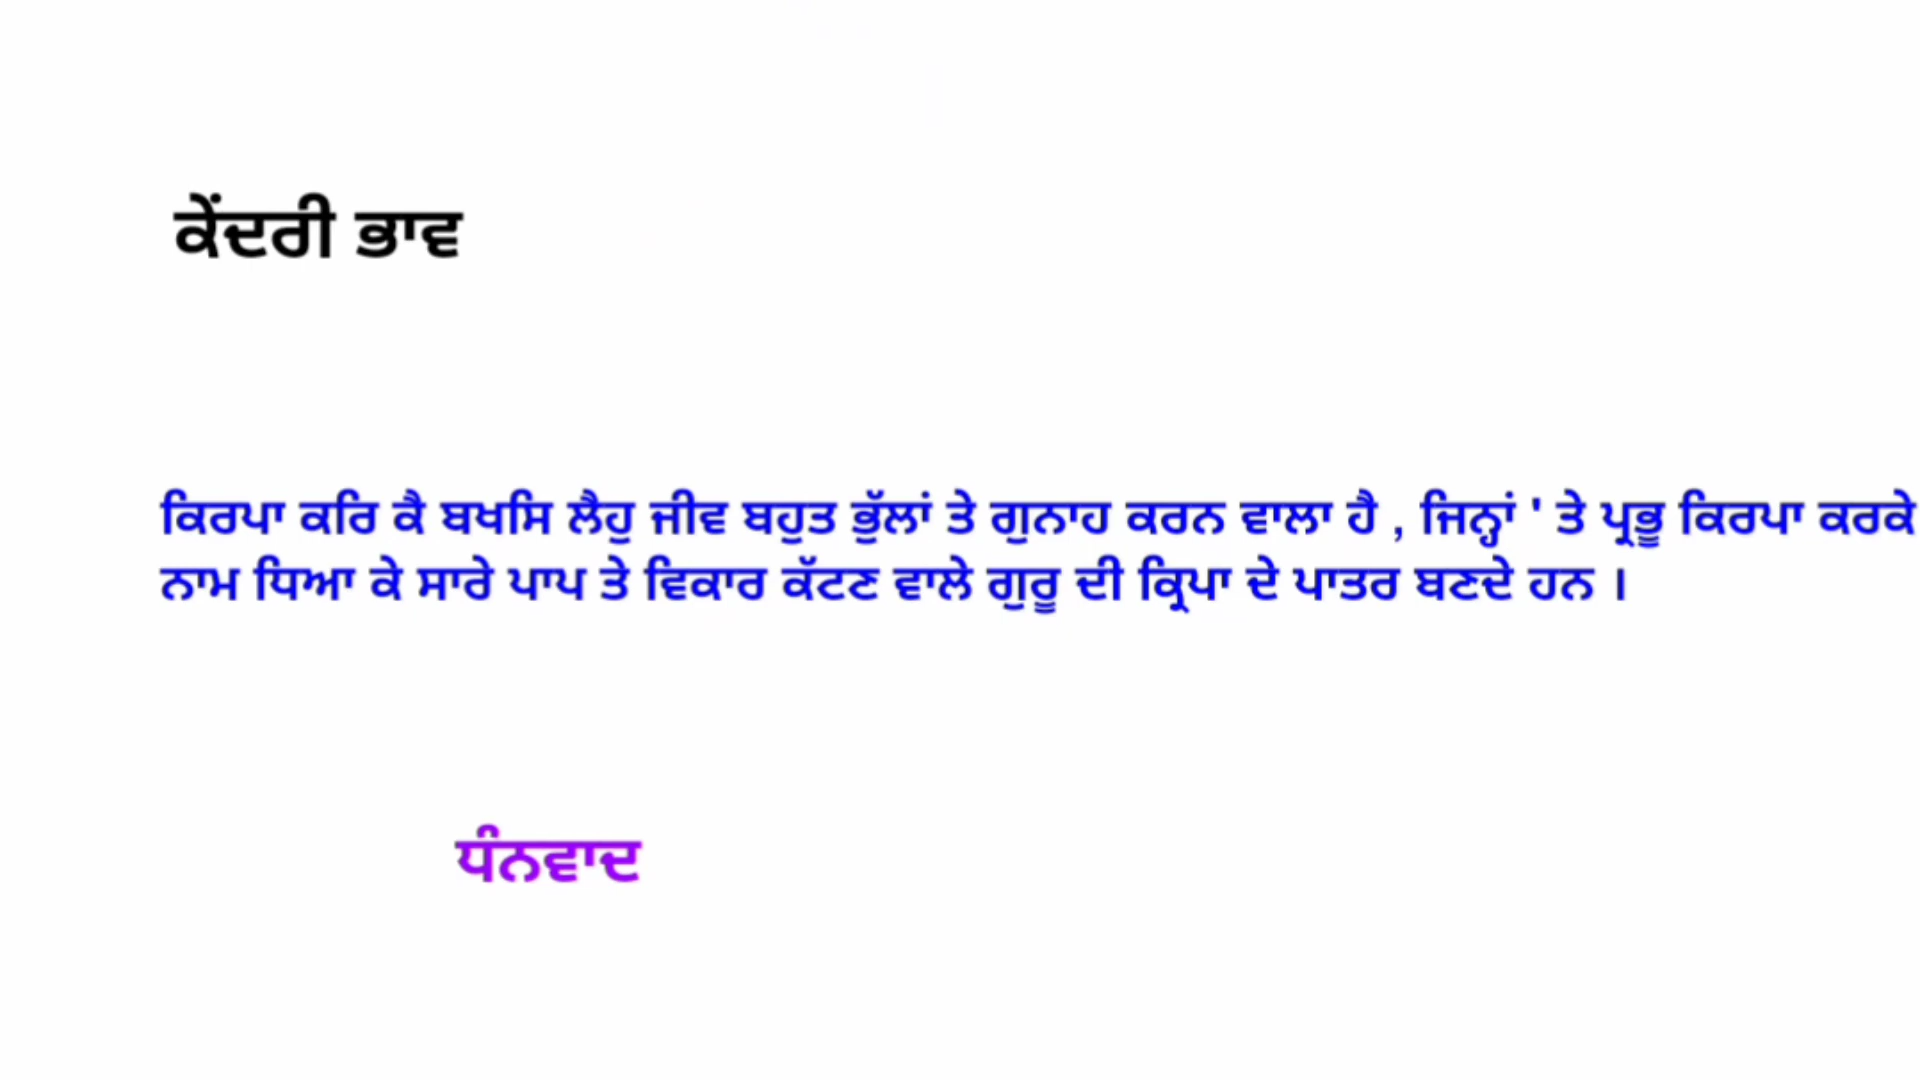 ਕੇਂਦਰੀ ਭਾਵ
ਕਿਰਪਾ ਕਰਿ ਕੈ ਬਖਸਿ ਲੈਹੁ ਜੀਵ ਬਹੁਤ ਭੁੱਲਾਂ ਤੇ ਗੁਨਾਹ ਕਰਨ ਵਾਲਾ ਹੈ , ਜਿਨ੍ਹਾਂ ' ਤੇ ਪ੍ਰਭੂ ਕਿਰਪਾ ਕਰਕੇ
ਨਾਮ ਧਿਆ ਕੇ ਸਾਰੇ ਪਾਪ ਤੇ ਵਿਕਾਰ ਕੱਟਣ ਵਾਲੇ ਗੁਰੂ ਦੀ ਕ੍ਰਿਪਾ ਦੇ ਪਾਤਰ ਬਣਦੇ ਹਨ ।
ਧੰਨਵਾਦ